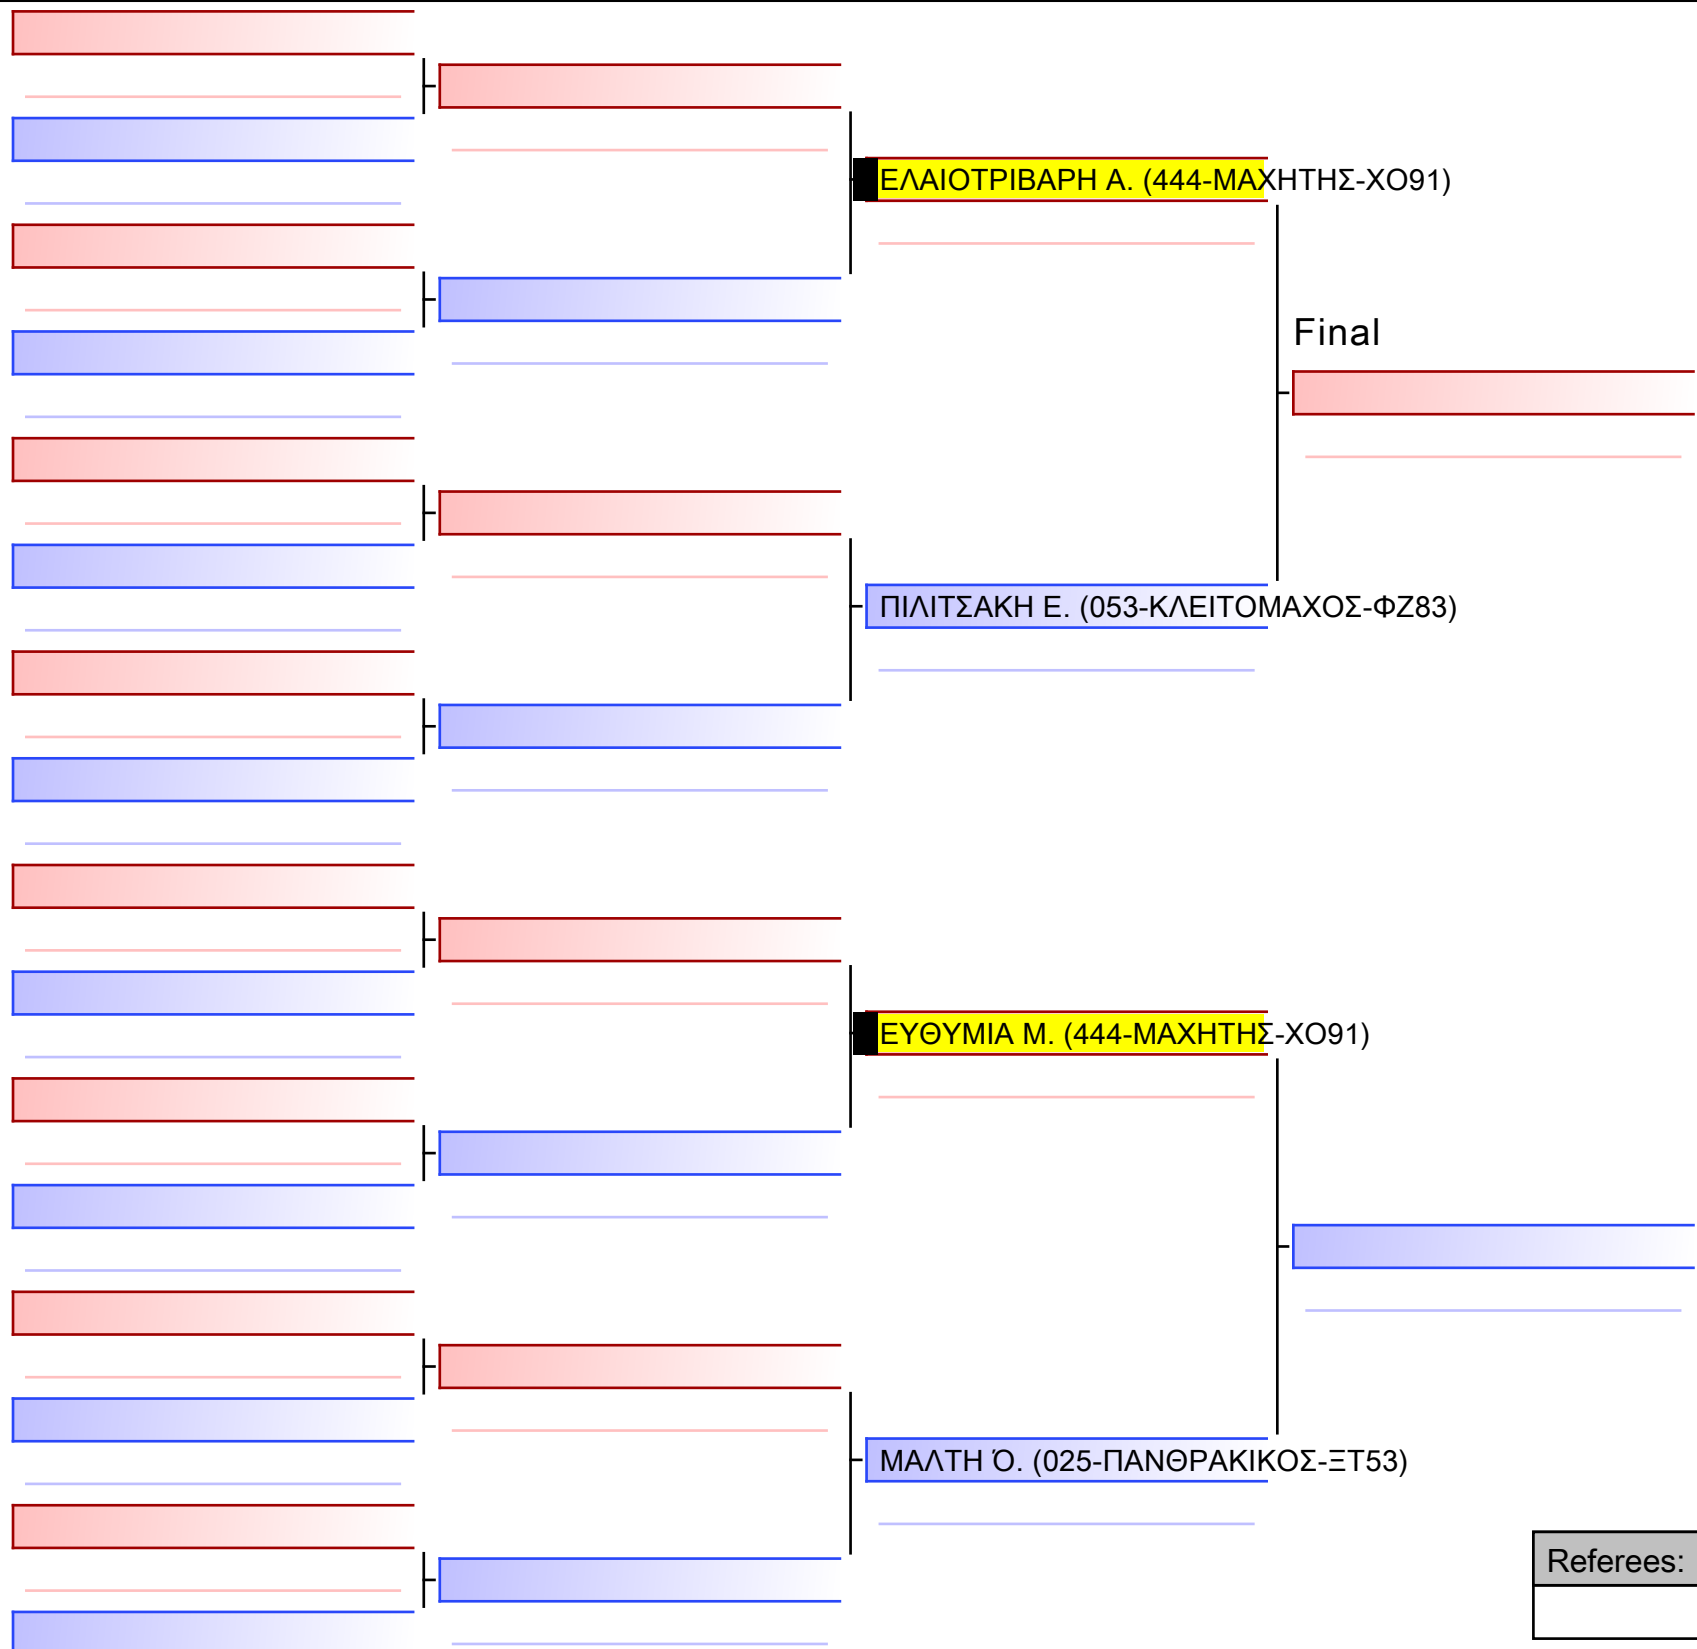 ΕΛΑΙΟΤΡΙΒΑΡΗ Α. (444-ΜΑΧΗΤΗΣ-ΧΟ91)
Final
ΠΙΛΙΤΣΑΚΗ Ε. (053-ΚΛΕΙΤΟΜΑΧΟΣ-ΦΖ83)
ΕΥΘΥΜΙΑ Μ. (444-ΜΑΧΗΤΗΣ-ΧΟ91)
ΜΑΛΤΗ Ό. (025-ΠΑΝΘΡΑΚΙΚΟΣ-ΞΤ53)
Referees: